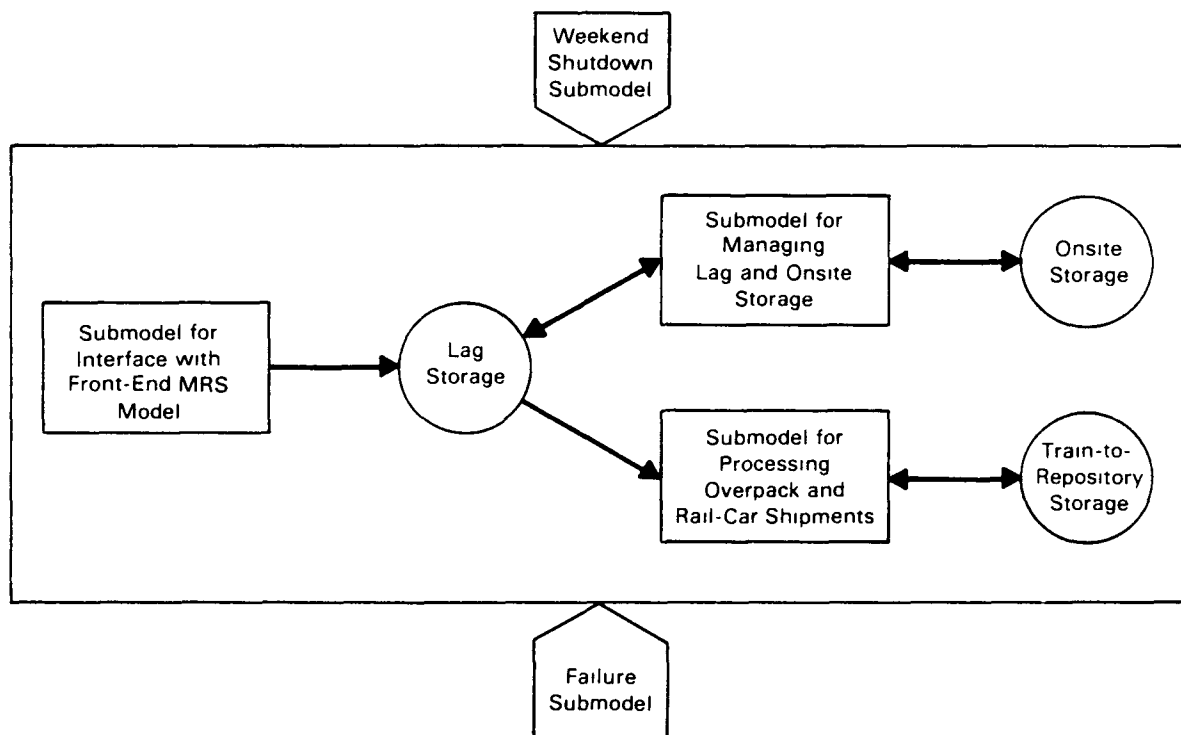 Weekend
Shutdown
Submodel
Submodel for
Interface with
Front-End MRS
Model
Lag
Storage
Submodel for
Managing
Lag and Onsite
Storage
Onsite
Storage
Submodel for
Processing
Overpack and
Rail-Car Shipments
Train-to-
Repository
Storage
Failure
Submodel